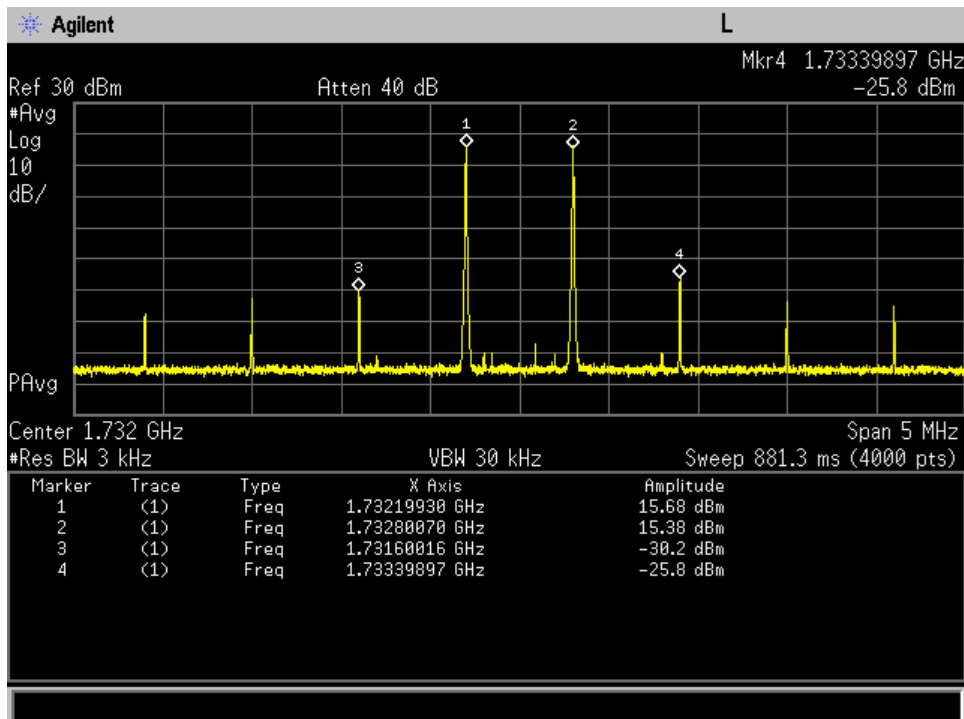 Agilent L
Mkr4 1.73339897 GHz
Ref 30 dBm Atten 40 dB -25.8 dBm
#Avg
Log
10
dB/
1 2
3 4
PAvg
Center 1.732 GHz Span 5 MHz
#Res BW 3 kHz VBW 30 kHz Sweep 881.3 ms (4000 pts)
Marker Trace Type X Axis Amplitude
1 (1) Freq 1.73219930 GHz 15.68 dBm
2 (1) Freq 1.73280070 GHz 15.38 dBm
3 (1) Freq 1.73160016 GHz -30.2 dBm
4 (1) Freq 1.73339897 GHz -25.8 dBm